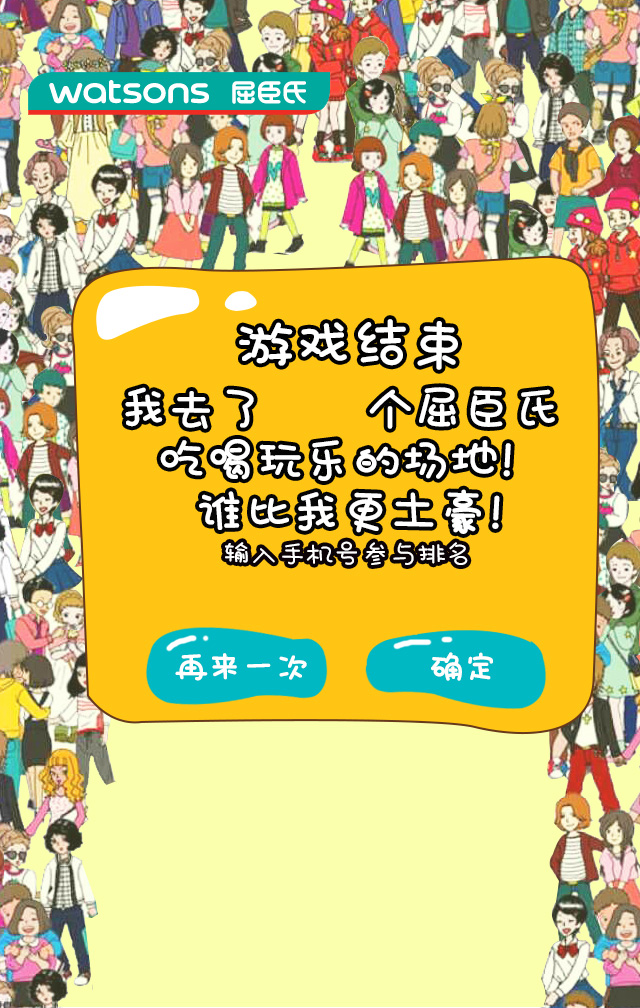 watsons 屈臣氏
游戏结束
我去了 个屈臣氏
吃喝玩乐的场地!
谁比我更土豪!
输入手机号参与排名
再来一次 确定